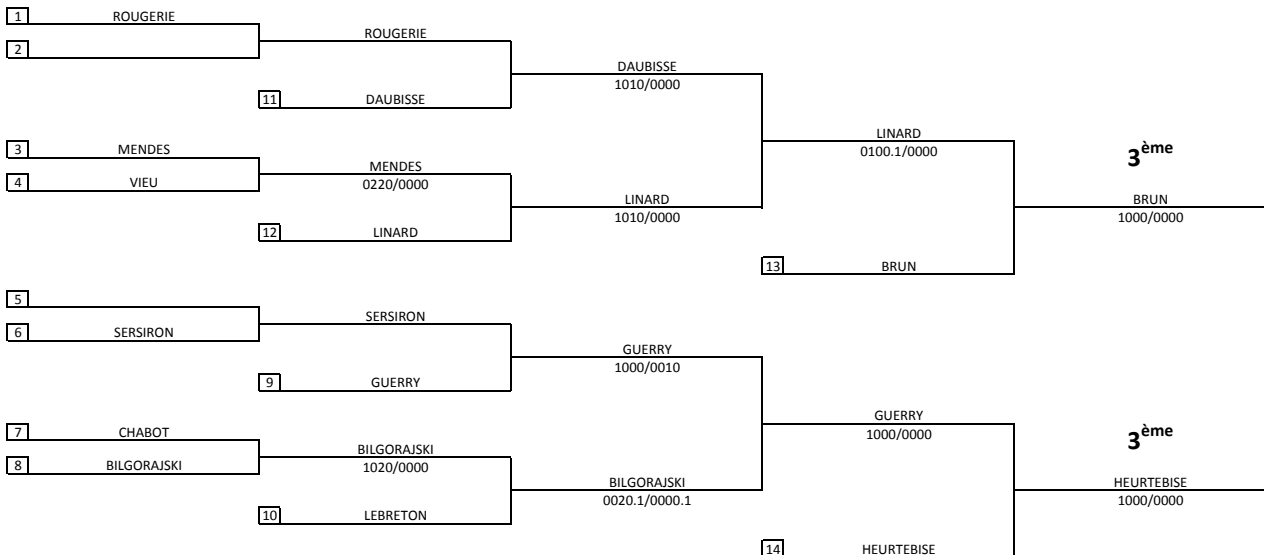 1 ROUGERIE
ROUGERIE
2
DAUBISSE
1010/0000
11 DAUBISSE
LINARD
0100.1/0000
3 MENDES
3ème
MENDES
0220/0000
4 VIEU
LINARD
1010/0000
BRUN
1000/0000
12 LINARD
13 BRUN
5
SERSIRON
6 SERSIRON
GUERRY
1000/0010
9 GUERRY
GUERRY
1000/0000
7 CHABOT
3ème
BILGORAJSKI
1020/0000
8 BILGORAJSKI
BILGORAJSKI
0020.1/0000.1
HEURTEBISE
1000/0000
10 LEBRETON
14 HEURTEBISE